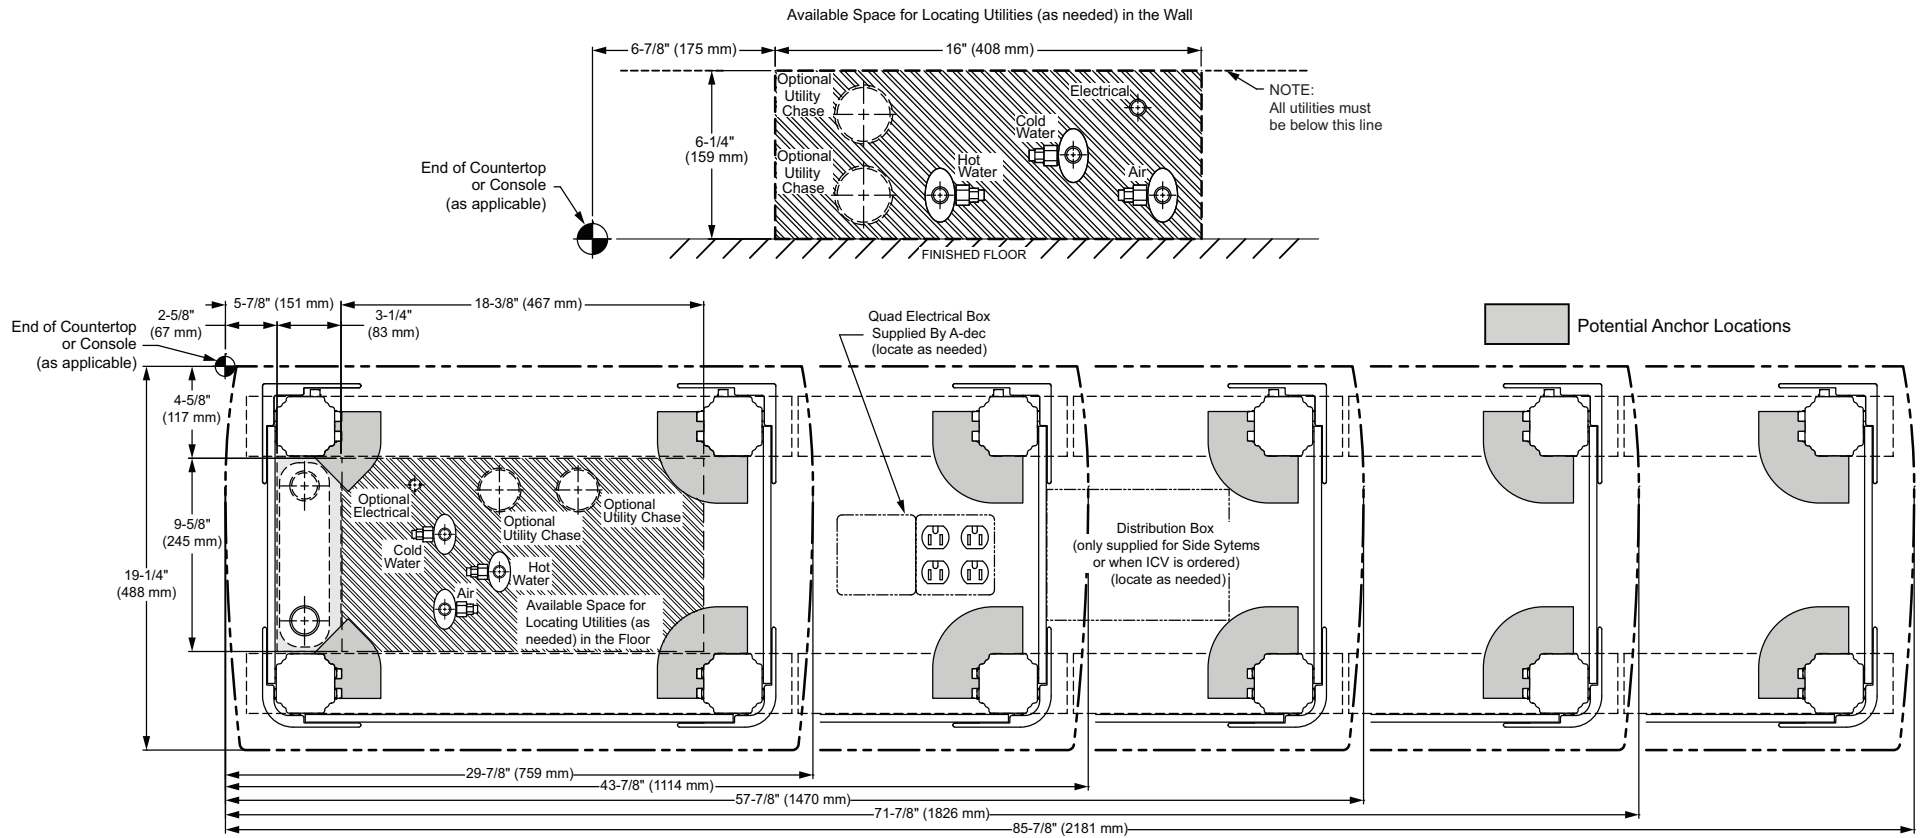 Available Space for Locating Utilities (as needed) in the Wall
6-7/8" (175 mm)
16" (408 mm)
Optional
Utility
Chase
Electrical
NOTE:
All utilities must
be below this line
Cold
Water
6-1/4"
(159 mm)
Optional
Utility
Chase
Hot
Water
Air
End of Countertop
or Console
(as applicable)
FINISHED FLOOR
5-7/8" (151 mm)
18-3/8" (467 mm)
2-5/8"
(67 mm)
3-1/4"
(83 mm)
End of Countertop
or Console
(as applicable)
Quad Electrical Box
Supplied By A-dec
(locate as needed)
Potential Anchor Locations
4-5/8"
(117 mm)
9-5/8"
(245 mm)
19-1/4"
(488 mm)
Optional
Electrical
Optional
Utility Chase
Optional
Utility Chase
Cold
Water
Hot
Water
Air
Available Space for
Locating Utilities (as
needed) in the Floor
Distribution Box
(only supplied for Side Sytems
or when ICV is ordered)
(locate as needed)
29-7/8" (759 mm)
43-7/8" (1114 mm)
57-7/8" (1470 mm)
71-7/8" (1826 mm)
85-7/8" (2181 mm)